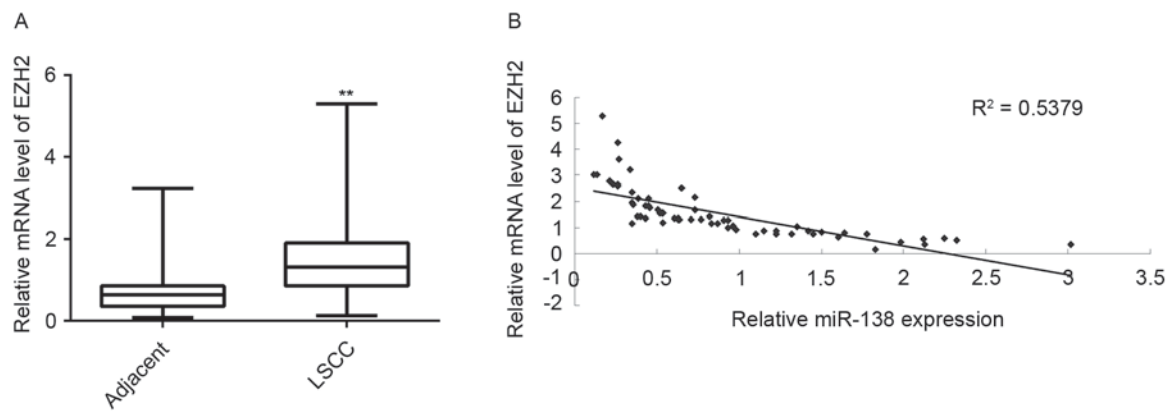 A
Relative mRNA level of EZH2
6
4
2
0
**
Adjacent
LSCC
B
Relative mRNA level of EZH2
6
5
4
3
2
1
0
-1
-2
R² = 0.5379
0 0.5 1 1.5 2 2.5 3 3.5
Relative miR-138 expression